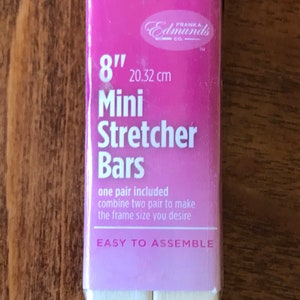 FRANK A.
Edmunds
CO.
8" 20.32 cm
Mini
Stretcher
Bars
one pair included
combine two pair to make
the frame size you desire
EASY TO ASSEMBLE